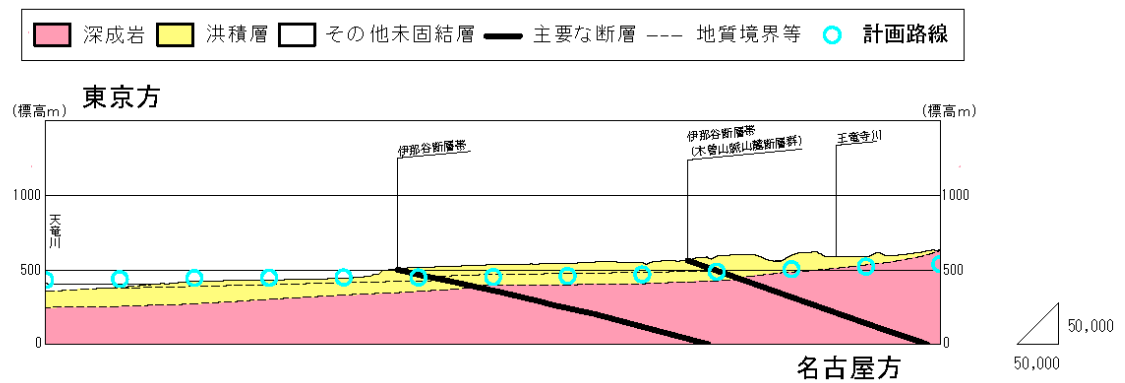 深成岩 洪積層 その他未固結層 主要な断層 地質境界等 計画路線
東京方
(標高m) (標高m)
伊那谷断層帯
伊那谷断層帯
(木曽山脈山麓断層群)
王竜寺川
1000 1000
天竜川
500 500
0 0
50,000
50,000
名古屋方